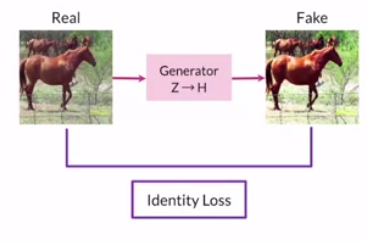 Real
Fake
Generator
Z→H
Identity Loss